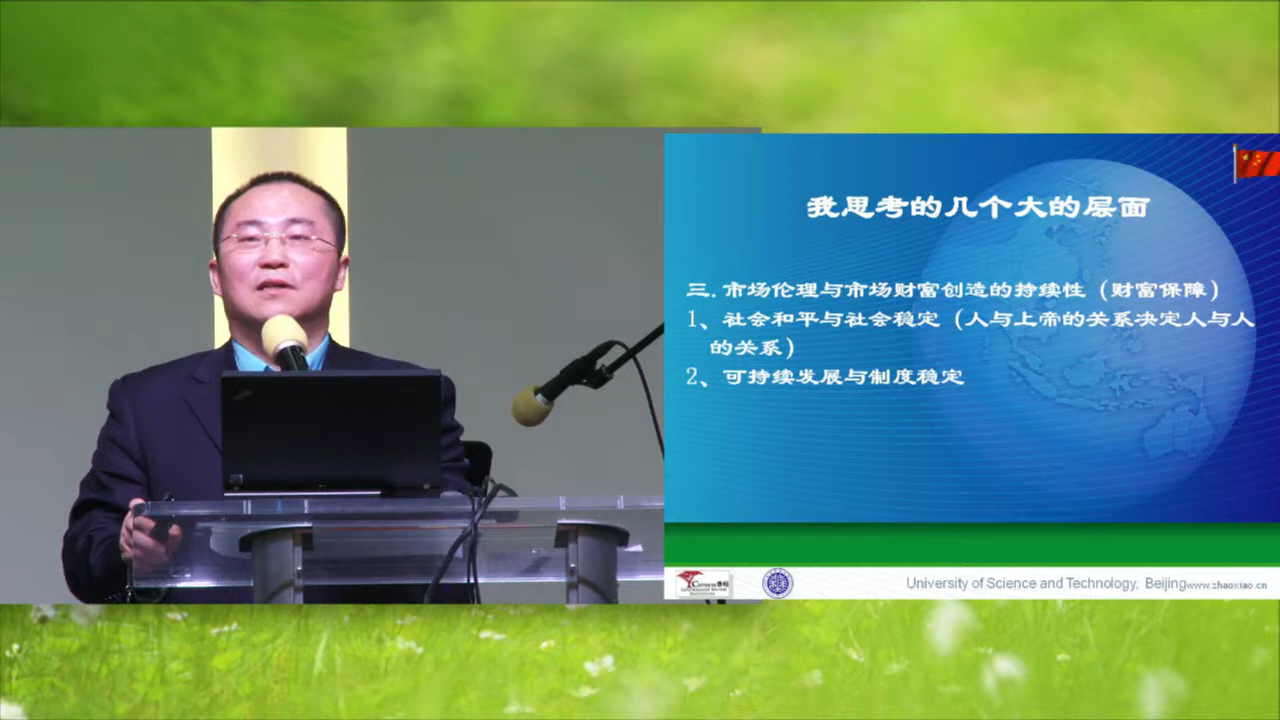 我思考的几个大的层面
三.市场伦理与市场财富创造的持续性（财富保障）
1、社会和平与社会稳定（人与上帝的关系决定人与人
的关系）
2、可持续发展与制度稳定
University of Science and Technology, Beijing www.zhaoxiao.cn